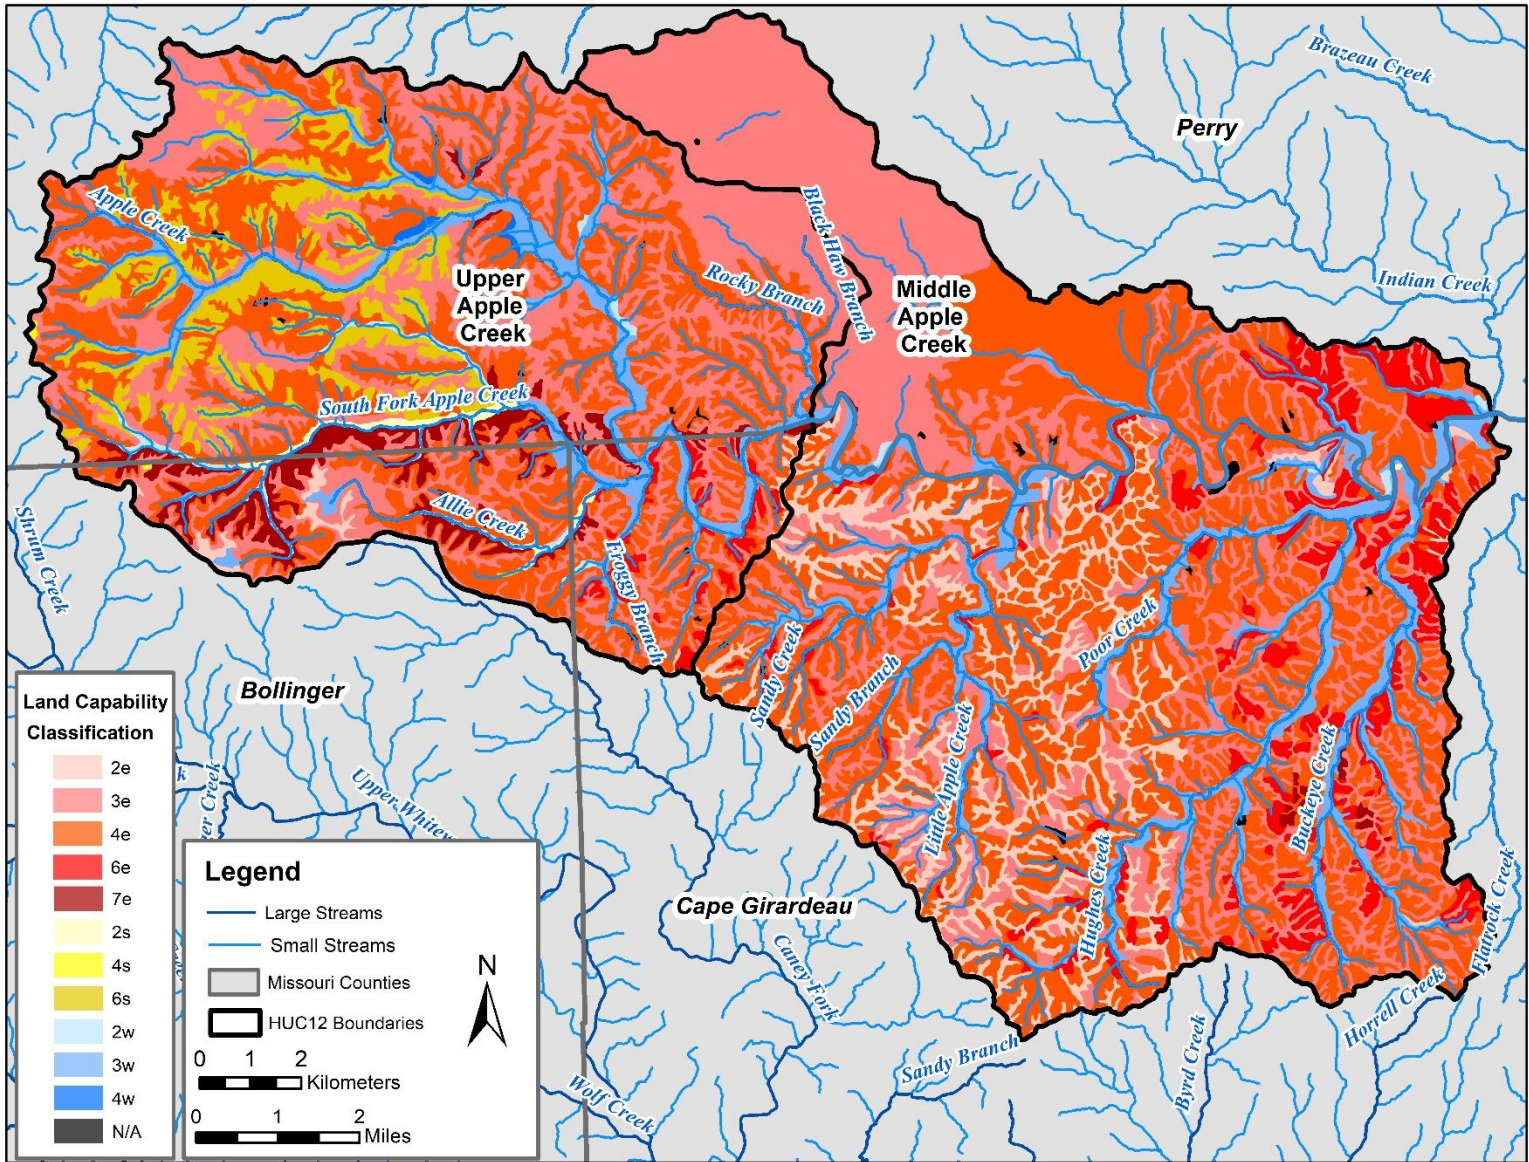 Brazeau Creek
Perry
Apple Creek
Black Haw Branch
Upper
Apple
Creek
Rocky Branch
Middle
Apple
Creek
Indian Creek
South Fork Apple Creek
Allie Creek
Shrum Creek
Froggy Branch
Poor Creek
Sandy Creek
Sandy Branch
Bollinger
Little Apple Creek
Buckeye Creek
Upper Whitew
k
er Creek
Hughes Creek
Cape Girardeau
Caney Fork
Flatrock Creek
Horrell Creek
Sandy Branch
Byrd Creek
Wolf Creek
Land Capability
Classification
2e
3e
4e
6e
7e
2s
4s
6s
2w
3w
4w
N/A
Legend
Large Streams
Small Streams
Missouri Counties
HUC12 Boundaries
0 1 2
Kilometers
0 1 2
Miles
N